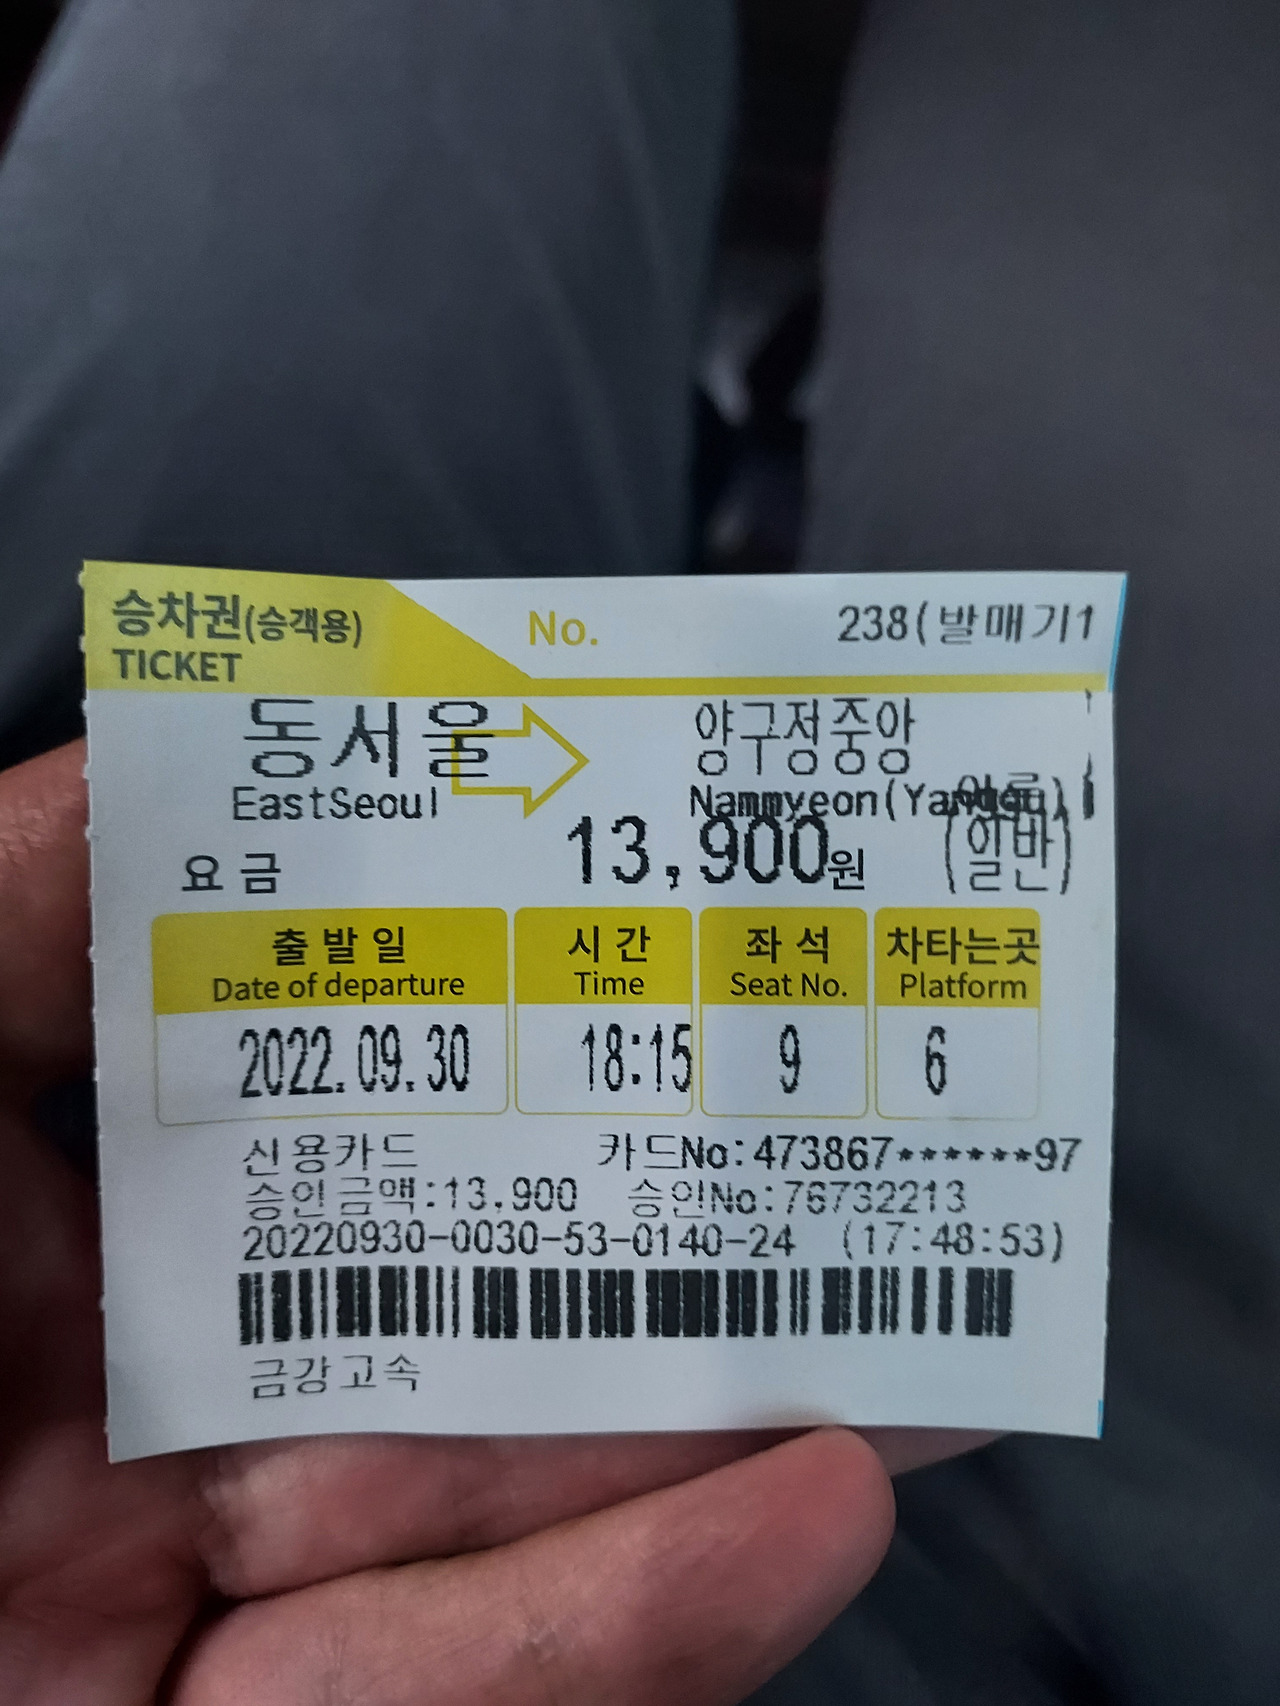 승차권(승객용)
TICKET
No.
238(발매기1
동서울
양구정중앙
EastSeoul
Nammyeon(Yanggu)
요금
13,900원
(일반)
출발일
시간
좌석
차타는곳
Date of departure
Time
Seat No.
Platform
2022.09.30
18:15
9
6
신용카드
카드No:473867******97
승인금액:13,900
승인No:76732213
20220930-0030-53-0140-24 (17:48:53)
금강고속